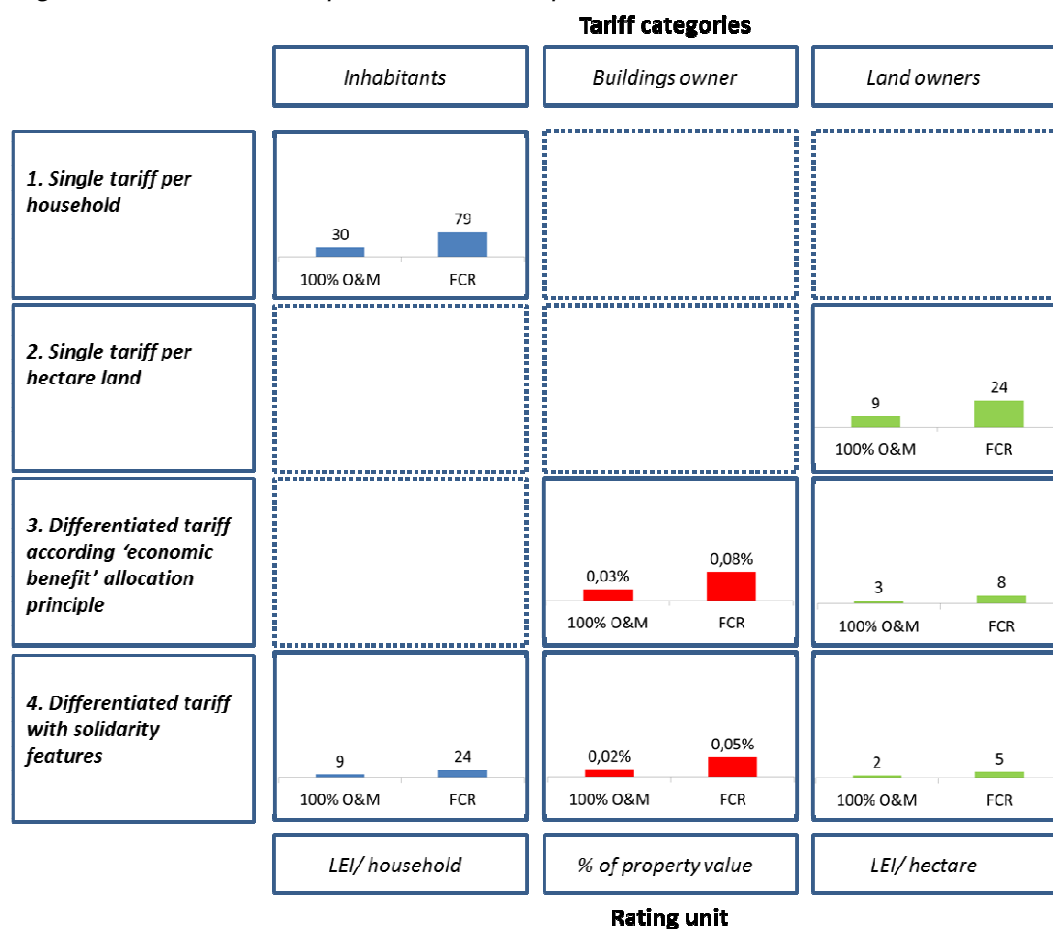 Tariff categories
Inhabitants
Buildings owner
Land owners
1. Single tariff per
household
30
79
100% O&M
FCR
2. Single tariff per
hectare land
9
24
100% O&M
FCR
3. Differentiated tariff
according ‘economic
benefit’ allocation
principle
0,03%
0,08%
100% O&M
FCR
3
8
100% O&M
FCR
4. Differentiated tariff
with solidarity
features
9
24
100% O&M
FCR
0,02%
0,05%
100% O&M
FCR
2
5
100% O&M
FCR
LEI/ household
% of property value
LEI/ hectare
Rating unit